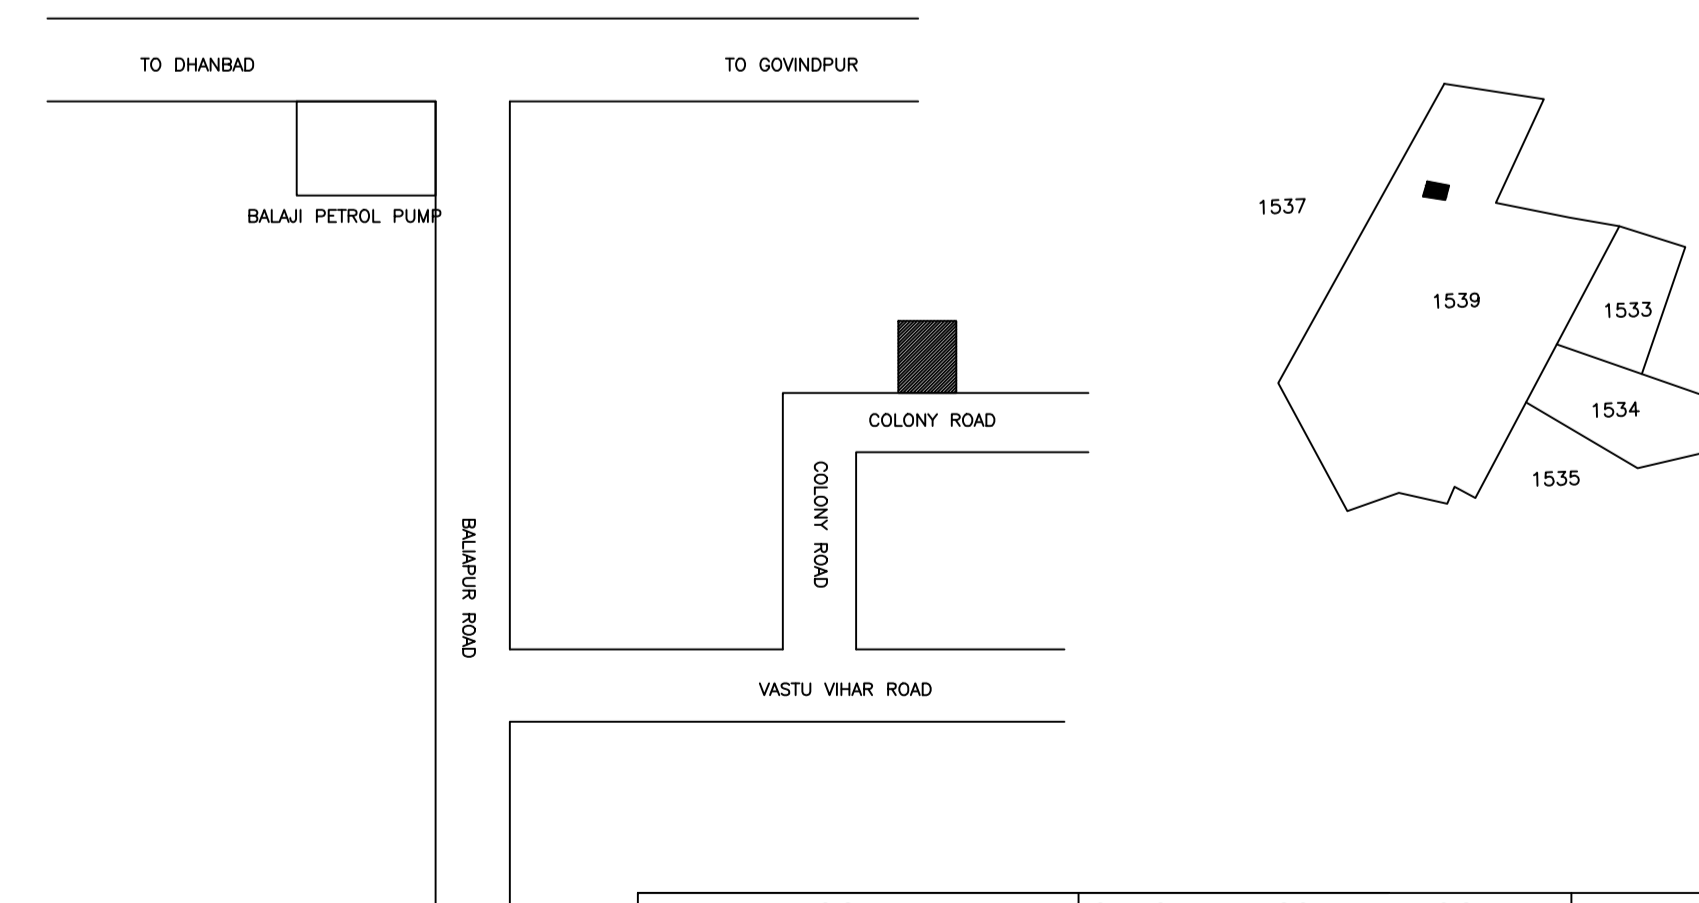 TO DHANBAD
TO GOVINDPUR
BALAJI PETROL PUMP
1537
1539
1533
COLONY ROAD
1534
COLONY ROAD
1535
BALIAPUR ROAD
VASTU VIHAR ROAD